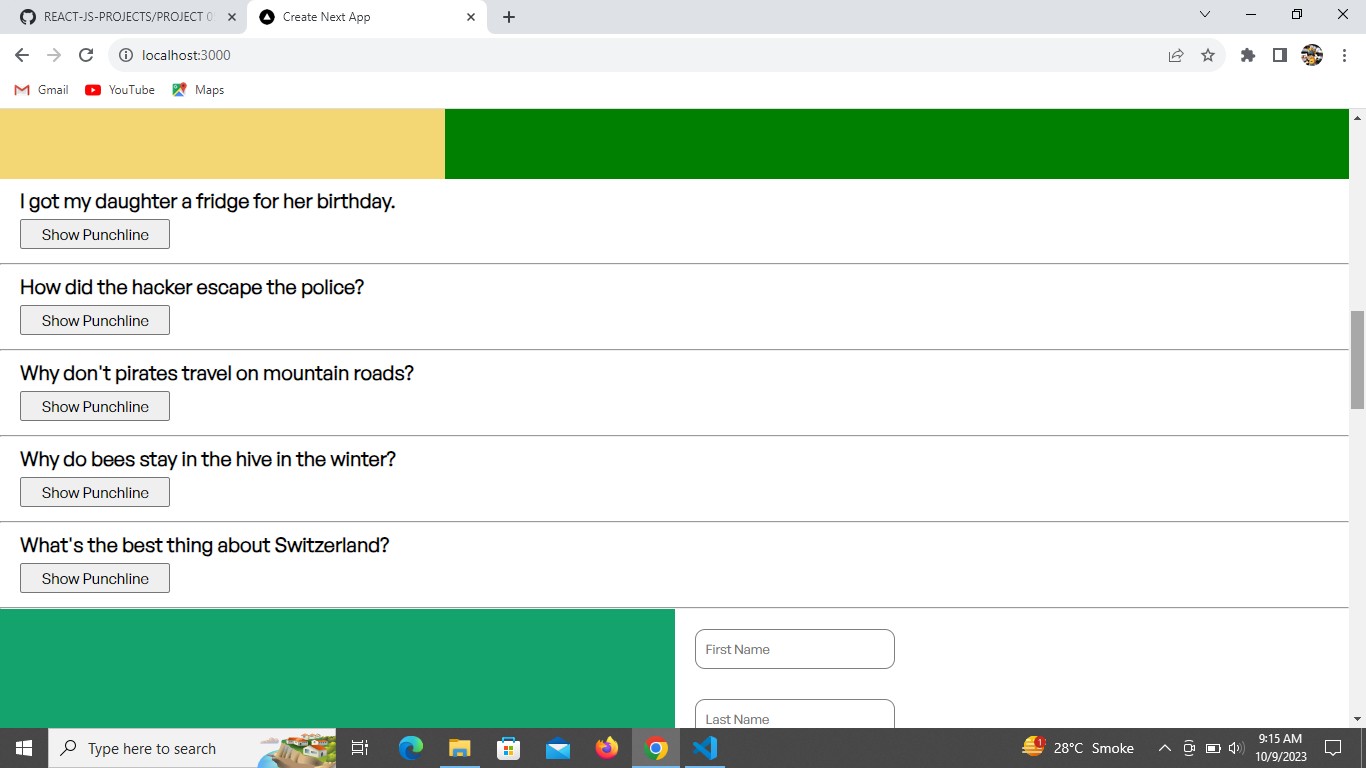 REACT-JS-PROJECTS/PROJECT 0
Create Next App
localhost:3000
Gmail
YouTube
Maps
I got my daughter a fridge for her birthday.
Show Punchline
How did the hacker escape the police?
Show Punchline
Why don't pirates travel on mountain roads?
Show Punchline
Why do bees stay in the hive in the winter?
Show Punchline
What's the best thing about Switzerland?
Show Punchline
First Name
Last Name
Type here to search
1
28°C Smoke
9:15 AM
10/9/2023